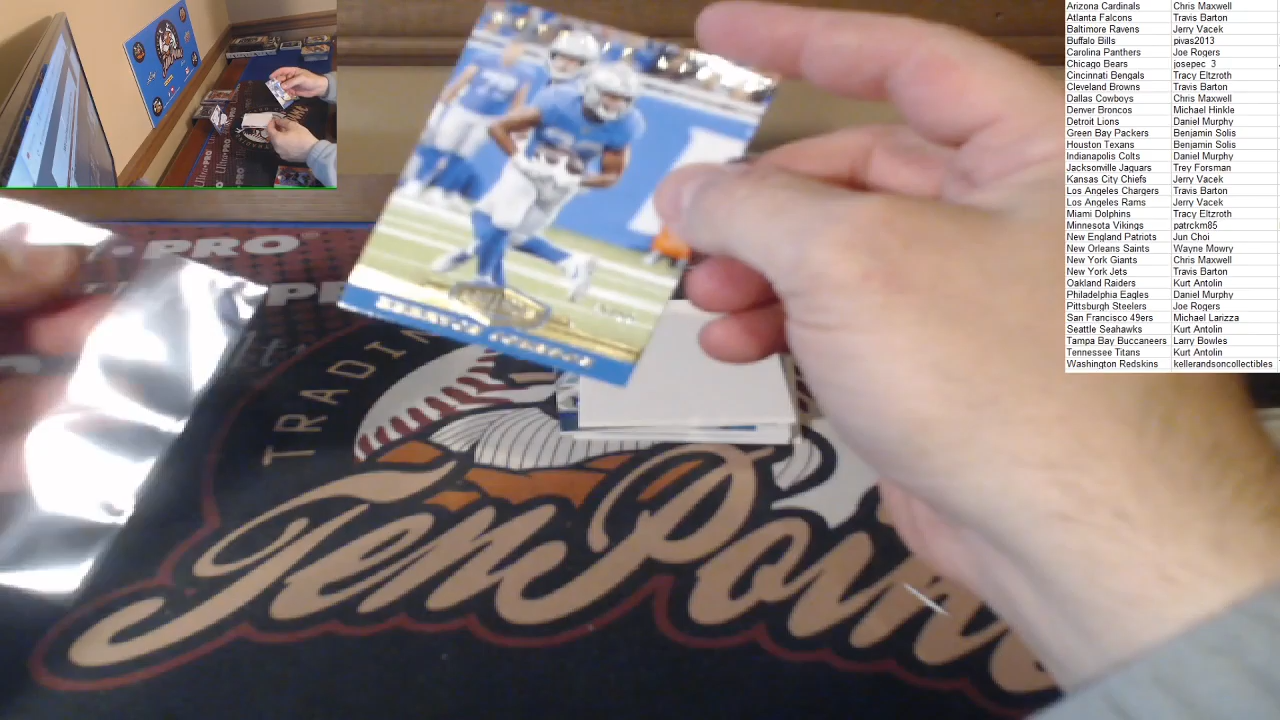 Arizona Cardinals Chris Maxwell
Atlanta Falcons Travis Barton
Baltimore Ravens Jerry Vacek
Buffalo Bills pivas2013
Carolina Panthers Joe Rogers
Chicago Bears josepec 3
Cincinnati Bengals Tracy Eltzroth
Cleveland Browns Travis Barton
Dallas Cowboys Chris Maxwell
Denver Broncos Michael Hinkle
Detroit Lions Daniel Murphy
Green Bay Packers Benjamin Solis
Houston Texans Benjamin Solis
Indianapolis Colts Daniel Murphy
Jacksonville Jaguars Trey Forsman
Kansas City Chiefs Jerry Vacek
Los Angeles Chargers Travis Barton
Los Angeles Rams Jerry Vacek
Miami Dolphins Tracy Eltzroth
Minnesota Vikings patrckm85
New England Patriots Jun Choi
New Orleans Saints Wayne Mowry
New York Giants Chris Maxwell
New York Jets Travis Barton
Oakland Raiders Kurt Antolin
Philadelphia Eagles Daniel Murphy
Pittsburgh Steelers Joe Rogers
San Francisco 49ers Michael Larizza
Seattle Seahawks Kurt Antolin
Tampa Bay Buccaneers Larry Bowles
Tennessee Titans Kurt Antolin
Washington Redskins kellerandsoncollectibles
PRO
TRADIN
Ten Poin